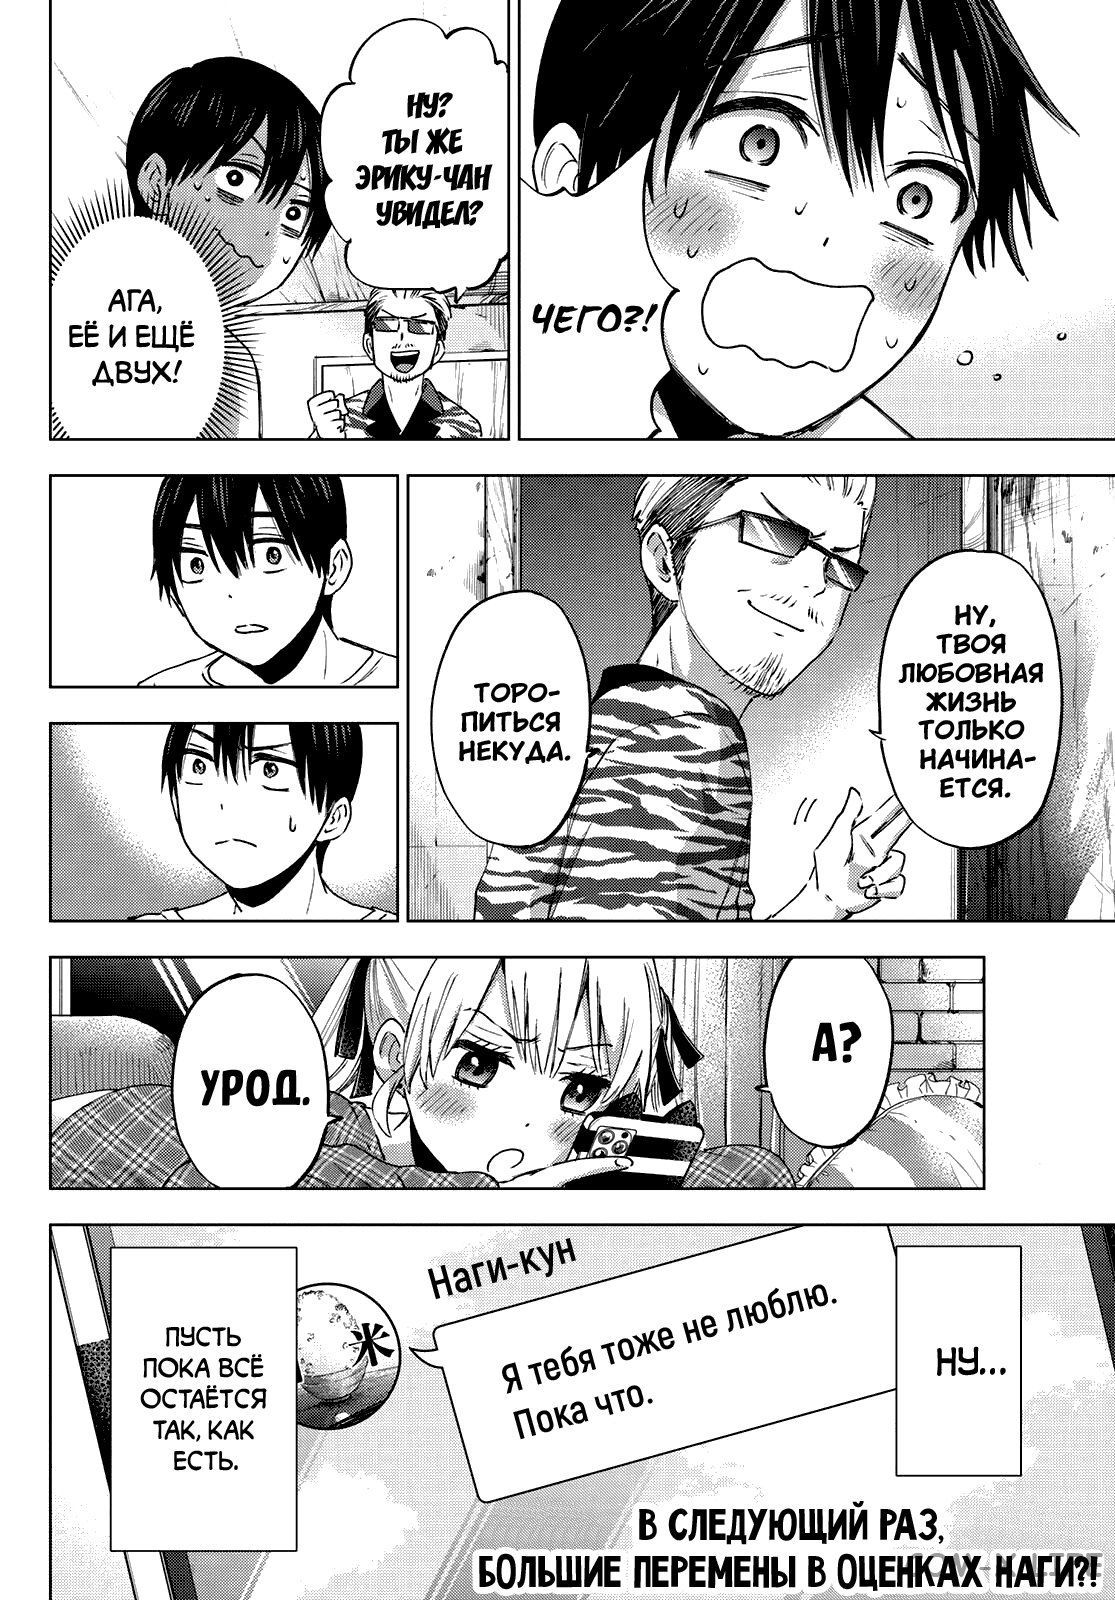 ЧЕГО?!
НУ?
ТЫ ЖЕ
ЭРИКУ-ЧАН
УВИДЕЛ?
АГА,
ЕЁ И ЕЩЁ
ДВУХ!
НУ,
ТВОЯ
ЛЮБОВНАЯ
ЖИЗНЬ
ТОЛЬКО
НАЧИНА-
ЕТСЯ.
ТОРО-
ПИТЬСЯ
НЕКУДА.
А?
УРОД.
НУ...
Наги-кун
Я тебя тоже не люблю.
Пока что.
米
ПУСТЬ
ПОКА ВСЁ
ОСТАЁТСЯ
ТАК, КАК
ЕСТЬ.
В СЛЕДУЮЩИЙ РАЗ,
БОЛЬШИЕ ПЕРЕМЕНЫ В ОЦЕНКАХ НАГИ?!